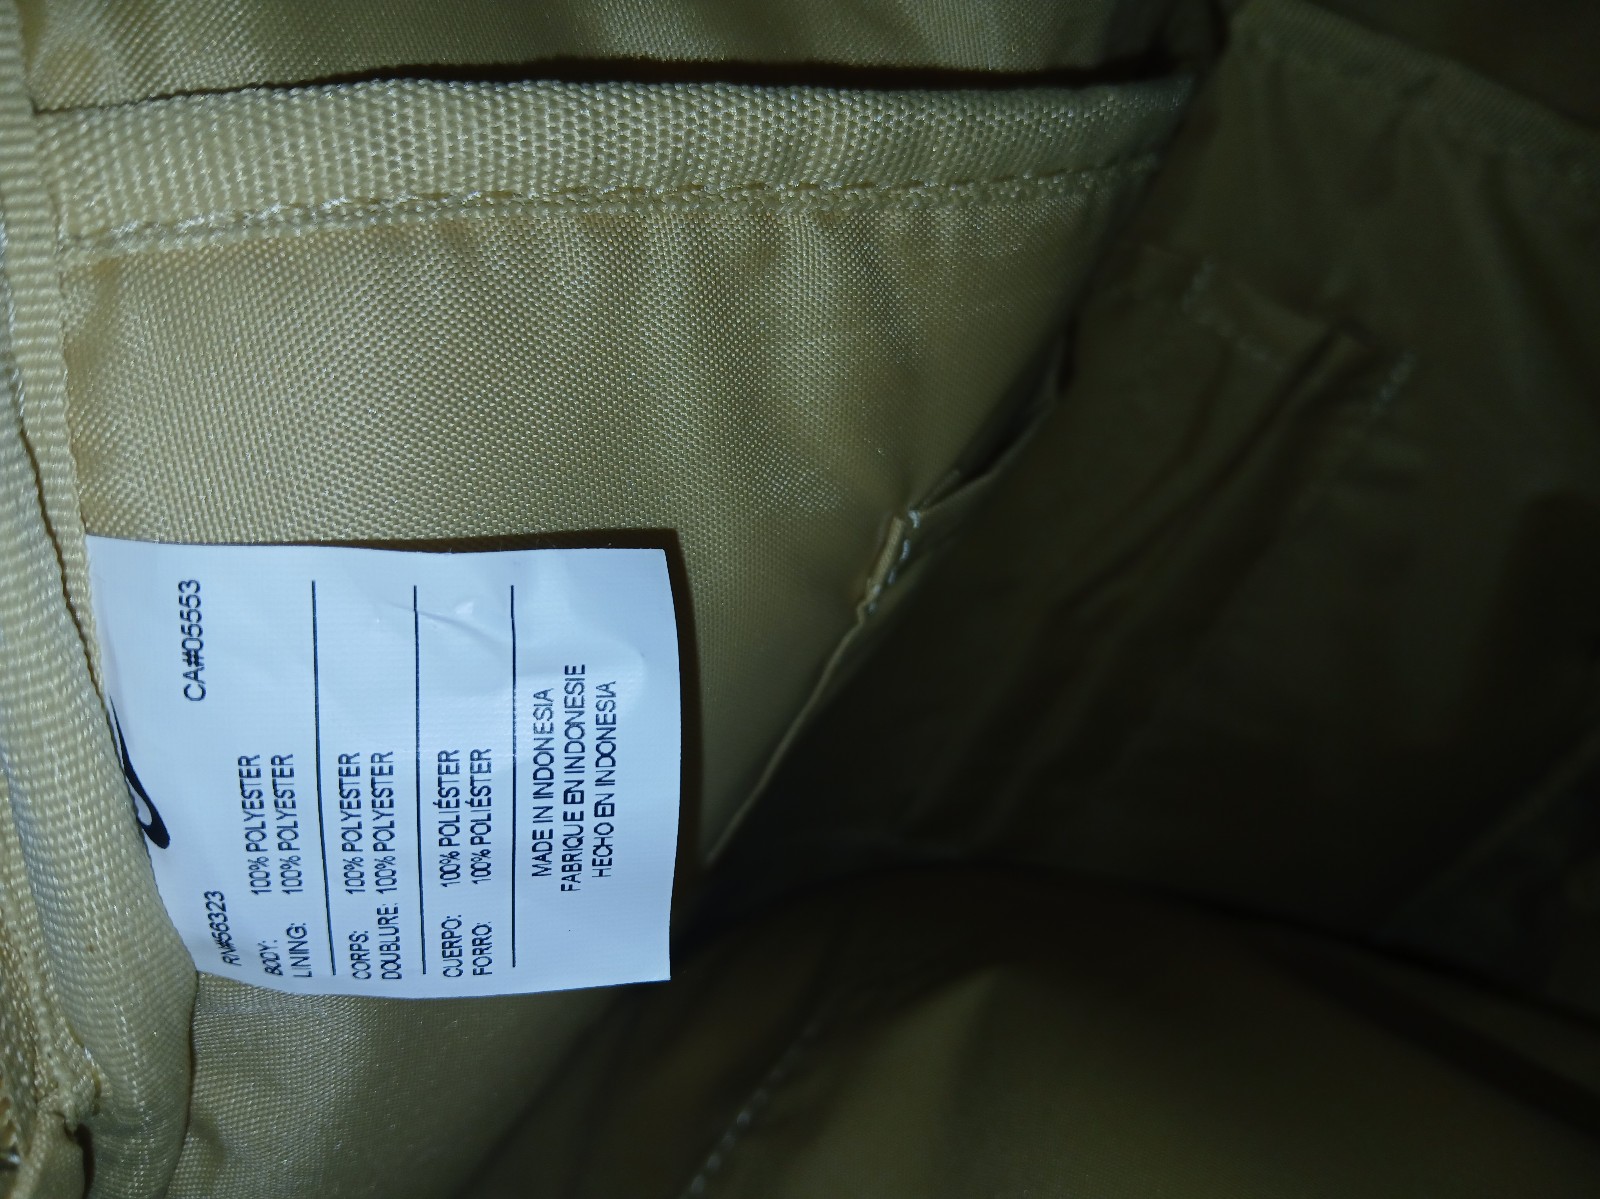 RN#56323 CA#05553
BODY: 100% POLYESTER
LINING: 100% POLYESTER
CORPS: 100% POLYESTER
DOUBLURE: 100% POLYESTER
CUERPO: 100% POLIÉSTER
FORRO: 100% POLIÉSTER
MADE IN INDONESIA
FABRIQUE EN INDONESIE
HECHO EN INDONESIA